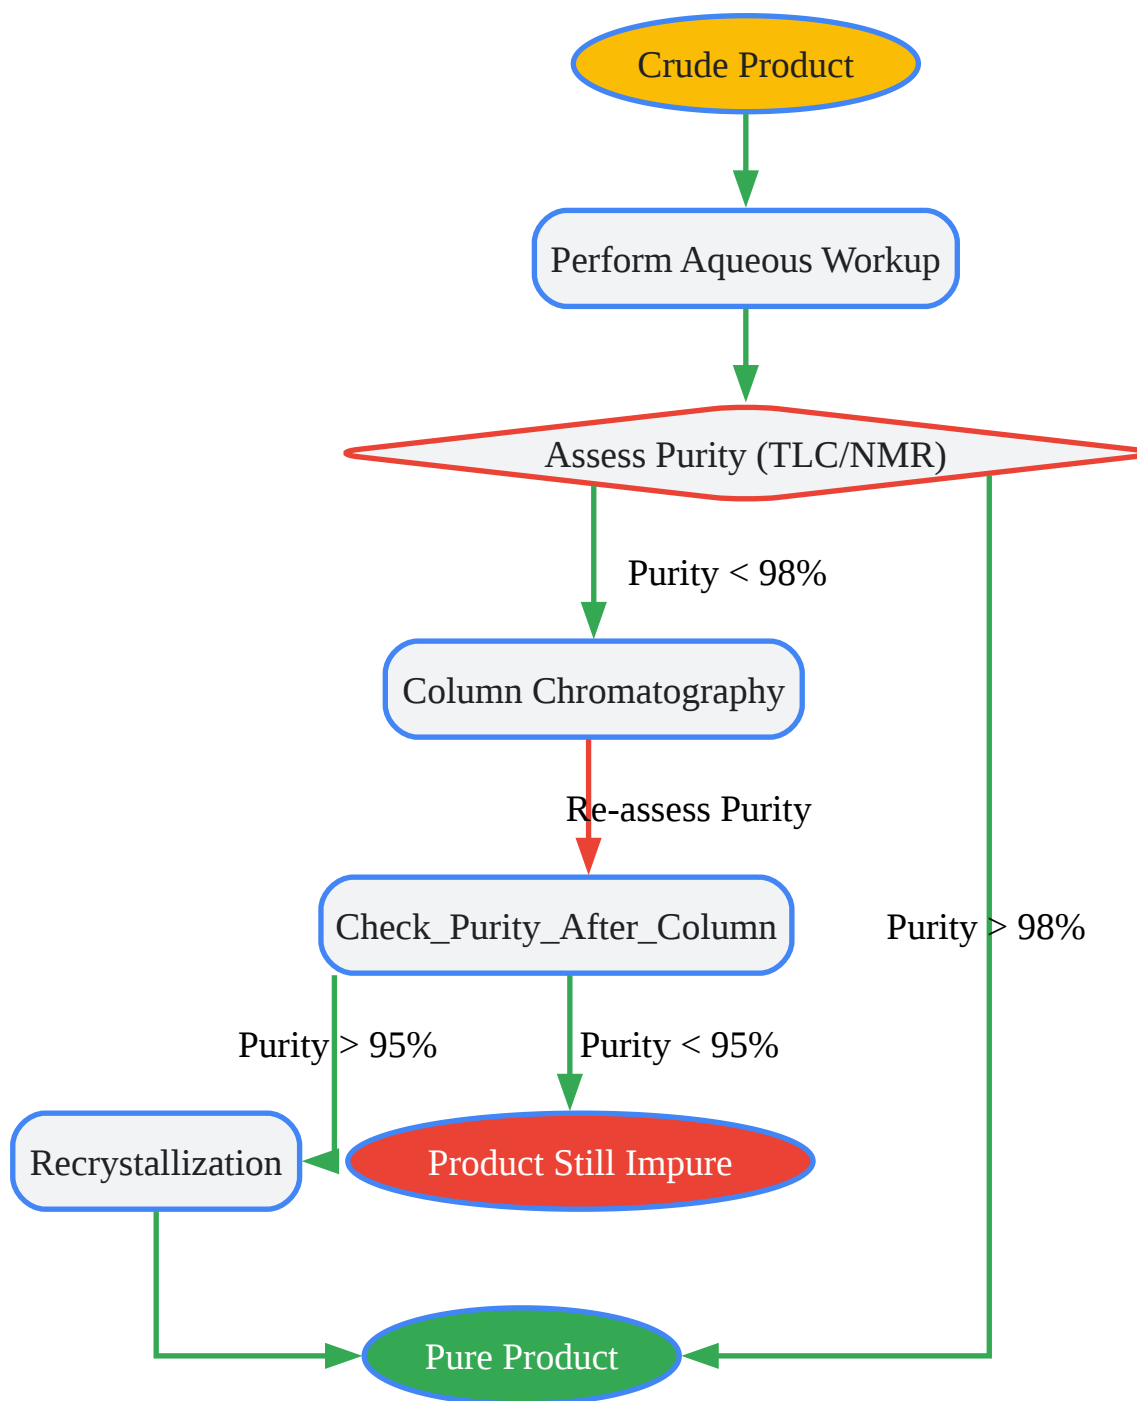 Crude Product
Perform Aqueous Workup
Assess Purity (TLC/NMR)
Purity < 98%
Column Chromatography
Re-assess Purity
Check_Purity_After_Column
Purity > 98%
Purity > 95%
Purity < 95%
Recrystallization
Product Still Impure
Pure Product